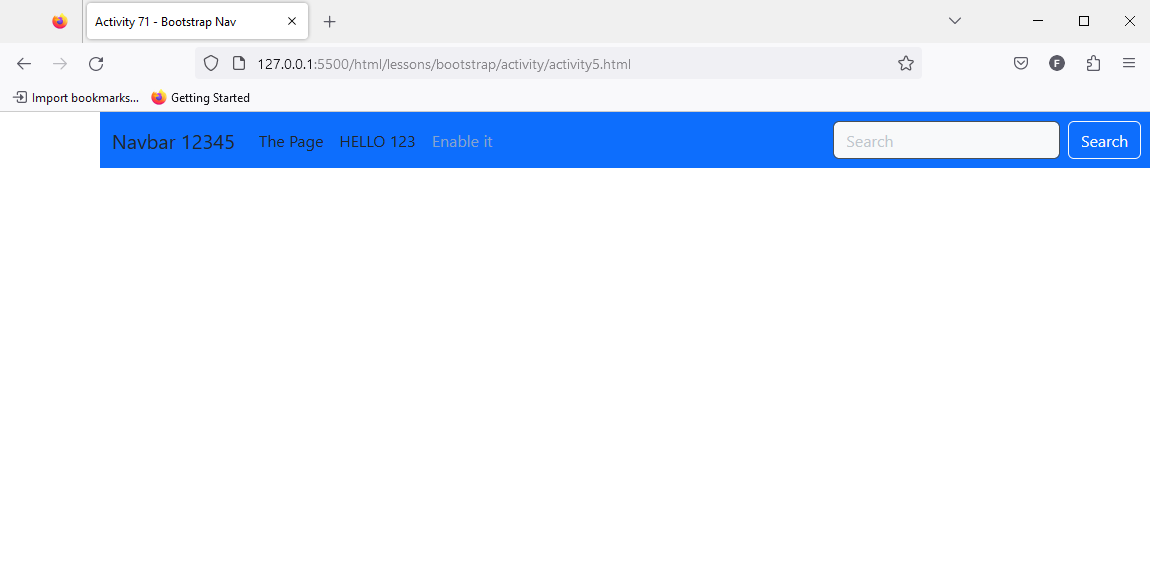 Activity 71 - Bootstrap Nav
127.0.0.1:5500/html/lessons/bootstrap/activity/activity5.html
F
Import bookmarks... Getting Started
Navbar 12345 The Page HELLO 123 Enable it Search Search